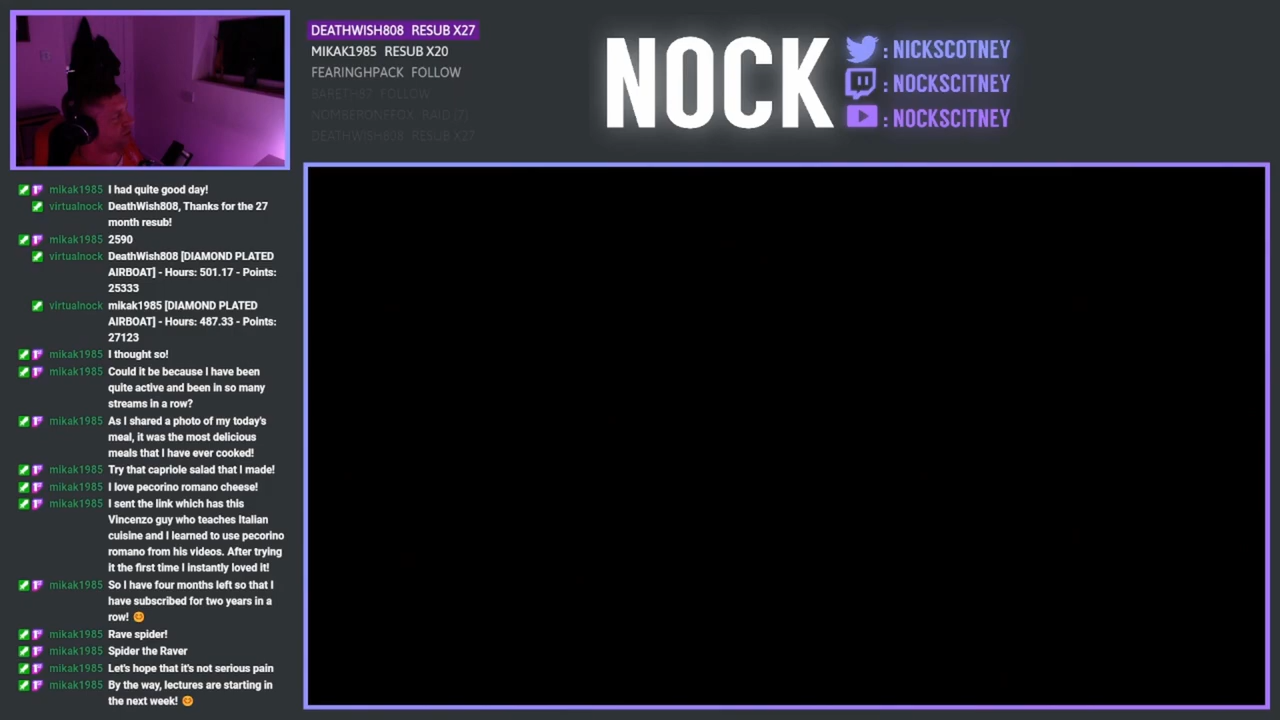 DEATHWISH808 RESUB X27
MIKAK1985 RESUB X20
FEARINGHPACK FOLLOW
BARETH87 FOLLOW
NOMBERONEFOX RAID (7)
DEATHWISH808 RESUB X27
NOCK
: NICKSCOTNEY
: NOCKSCITNEY
: NOCKSCITNEY
mikak1985 I had quite good day!
virtualnock DeathWish808, Thanks for the 27
month resub!
mikak1985 2590
virtualnock DeathWish808 [DIAMOND PLATED
AIRBOAT] - Hours: 501.17 - Points:
25333
virtualnock mikak1985 [DIAMOND PLATED
AIRBOAT] - Hours: 487.33 - Points:
27123
mikak1985 I thought so!
mikak1985 Could it be because I have been
quite active and been in so many
streams in a row?
mikak1985 As I shared a photo of my today's
meal, it was the most delicious
meals that I have ever cooked!
mikak1985 Try that capriole salad that I made!
mikak1985 I love pecorino romano cheese!
mikak1985 I sent the link which has this
Vincenzo guy who teaches Italian
cuisine and I learned to use pecorino
romano from his videos. After trying
it the first time I instantly loved it!
mikak1985 So I have four months left so that I
have subscribed for two years in a
row! 😊
mikak1985 Rave spider!
mikak1985 Spider the Raver
mikak1985 Let's hope that it's not serious pain
mikak1985 By the way, lectures are starting in
the next week! 😊